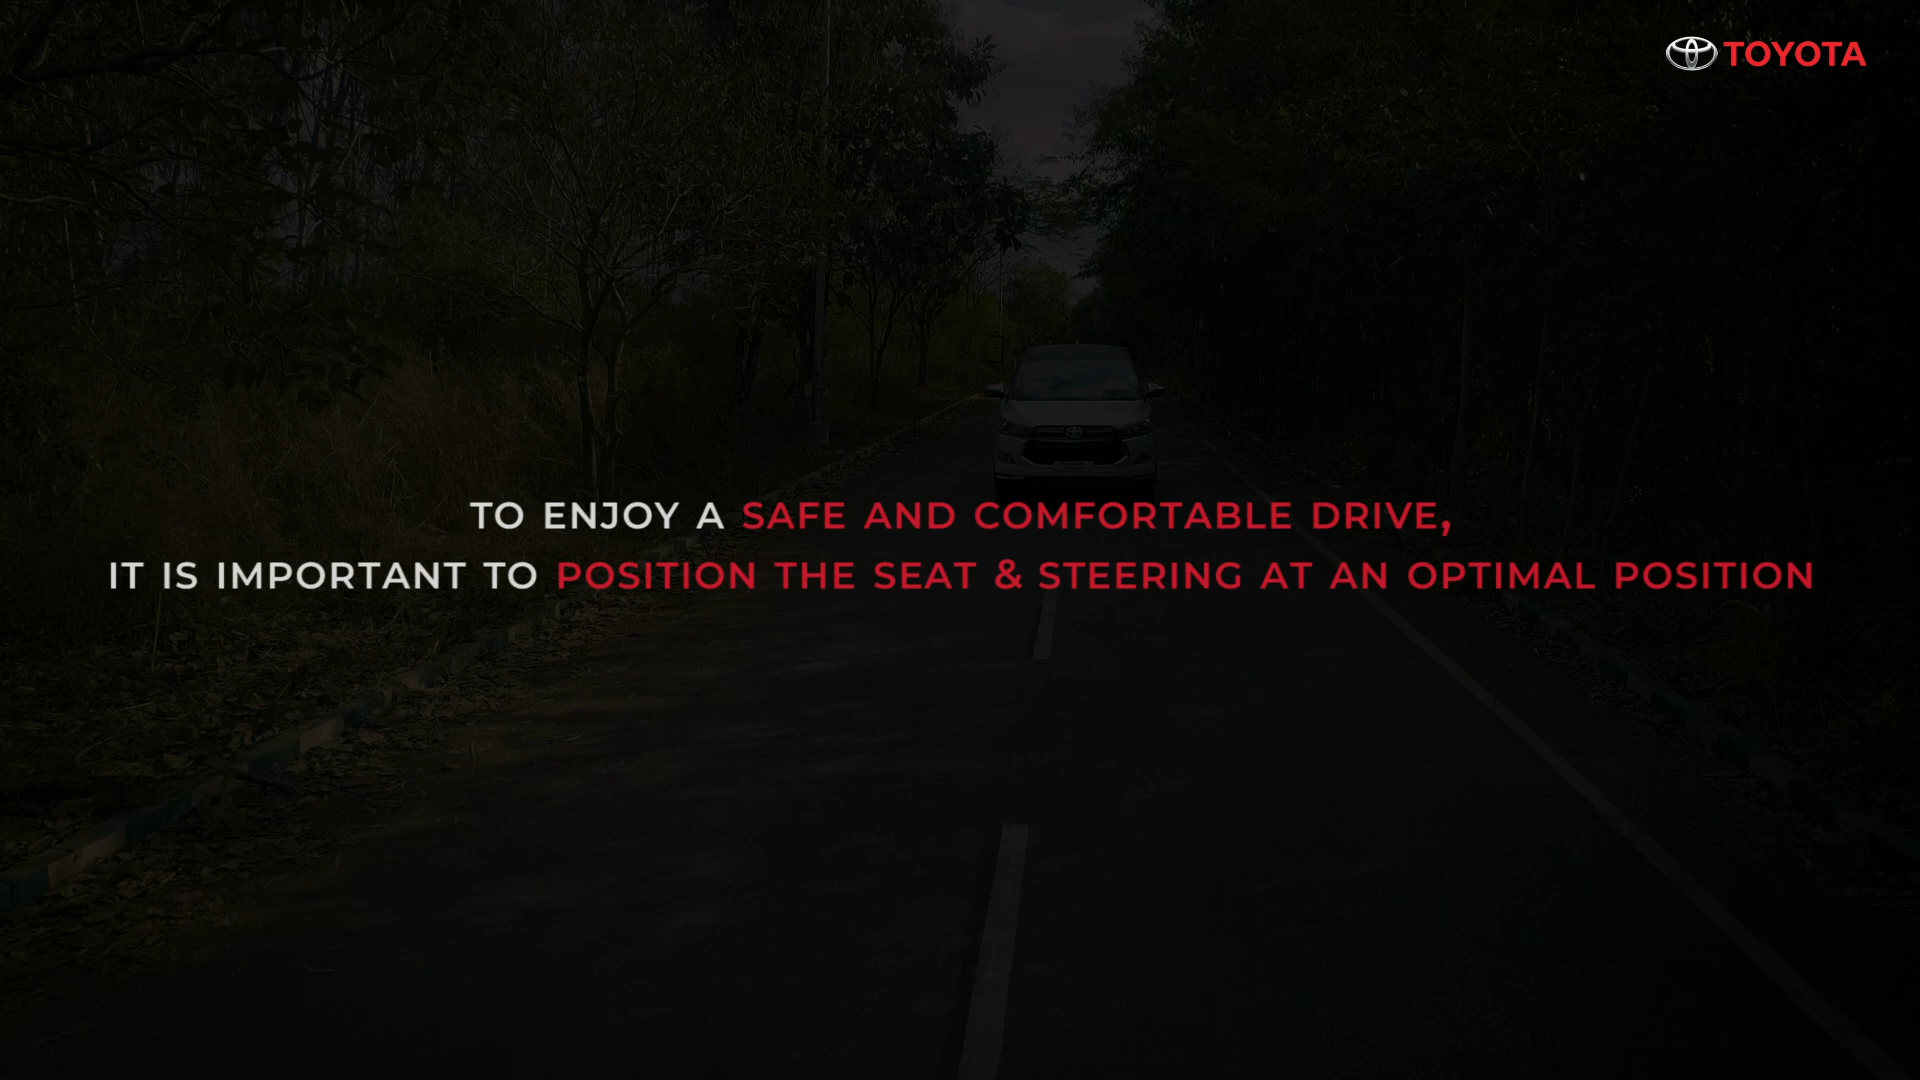 TOYOTA
TO ENJOY A SAFE AND COMFORTABLE DRIVE,
IT IS IMPORTANT TO POSITION THE SEAT & STEERING AT AN OPTIMAL POSITION